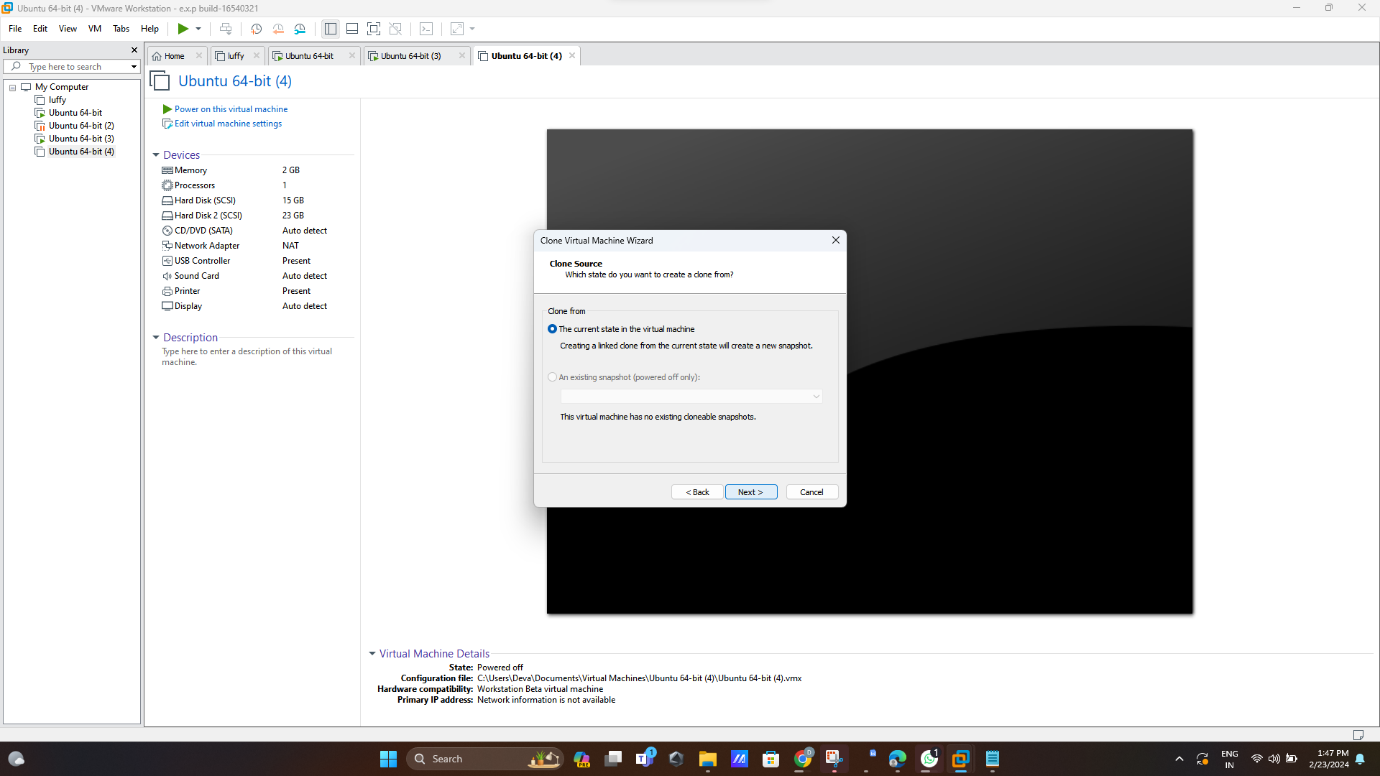 Ubuntu 64-bit (4) - VMware Workstation - e.x.p build-16540321
File Edit View VM Tabs Help
Library
Type here to search
My Computer
luffy
Ubuntu 64-bit
Ubuntu 64-bit (2)
Ubuntu 64-bit (3)
Ubuntu 64-bit (4)
Home luffy Ubuntu 64-bit Ubuntu 64-bit (3) Ubuntu 64-bit (4)
Ubuntu 64-bit (4)
Power on this virtual machine
Edit virtual machine settings
Devices
Memory 2 GB
Processors 1
Hard Disk (SCSI) 15 GB
Hard Disk 2 (SCSI) 23 GB
CD/DVD (SATA) Auto detect
Network Adapter NAT
USB Controller Present
Sound Card Auto detect
Printer Present
Display Auto detect
Description
Type here to enter a description of this virtual
machine.
Clone Virtual Machine Wizard
Clone Source
Which state do you want to create a clone from?
Clone from
The current state in the virtual machine
Creating a linked clone from the current state will create a new snapshot.
An existing snapshot (powered off only):
This virtual machine has no existing cloneable snapshots.
< Back Next > Cancel
Virtual Machine Details
State: Powered off
Configuration file: C:\Users\Deva\Documents\Virtual Machines\Ubuntu 64-bit (4)\Ubuntu 64-bit (4).vmx
Hardware compatibility: Workstation Beta virtual machine
Primary IP address: Network information is not available
Search
1
D
1
ENG
IN
1:47 PM
2/23/2024